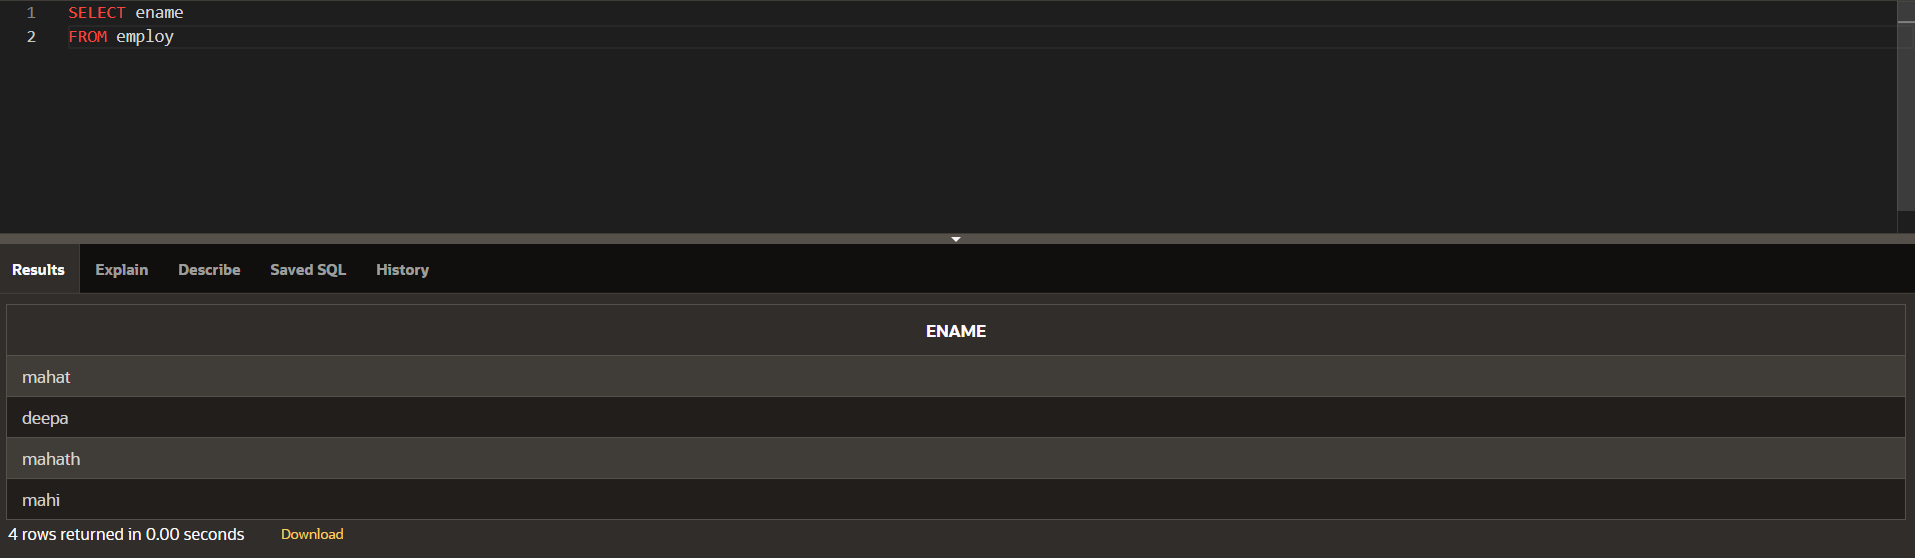 1 SELECT ename
2 FROM employ
Results Explain Describe Saved SQL History
ENAME
mahat
deepa
mahath
mahi
4 rows returned in 0.00 seconds Download